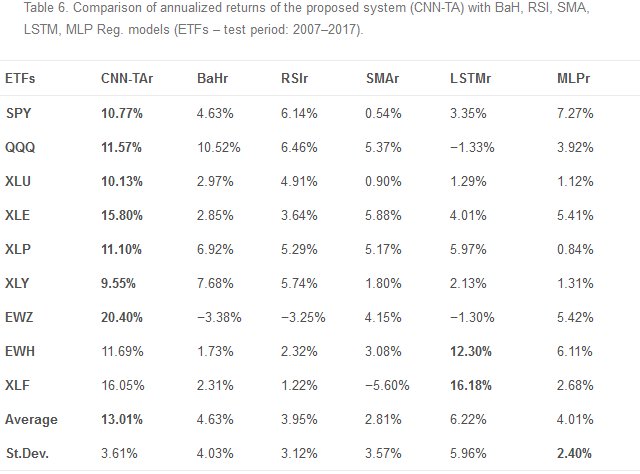 Table 6. Comparison of annualized returns of the proposed system (CNN-TA) with BaH, RSI, SMA,
LSTM, MLP Reg. models (ETFs – test period: 2007–2017).
ETFs CNN-TAr BaHr RSIr SMAr LSTMr MLPr
SPY 10.77% 4.63% 6.14% 0.54% 3.35% 7.27%
QQQ 11.57% 10.52% 6.46% 5.37% −1.33% 3.92%
XLU 10.13% 2.97% 4.91% 0.90% 1.29% 1.12%
XLE 15.80% 2.85% 3.64% 5.88% 4.01% 5.41%
XLP 11.10% 6.92% 5.29% 5.17% 5.97% 0.84%
XLY 9.55% 7.68% 5.74% 1.80% 2.13% 1.31%
EWZ 20.40% −3.38% −3.25% 4.15% −1.30% 5.42%
EWH 11.69% 1.73% 2.32% 3.08% 12.30% 6.11%
XLF 16.05% 2.31% 1.22% −5.60% 16.18% 2.68%
Average 13.01% 4.63% 3.95% 2.81% 6.22% 4.01%
St.Dev. 3.61% 4.03% 3.12% 3.57% 5.96% 2.40%